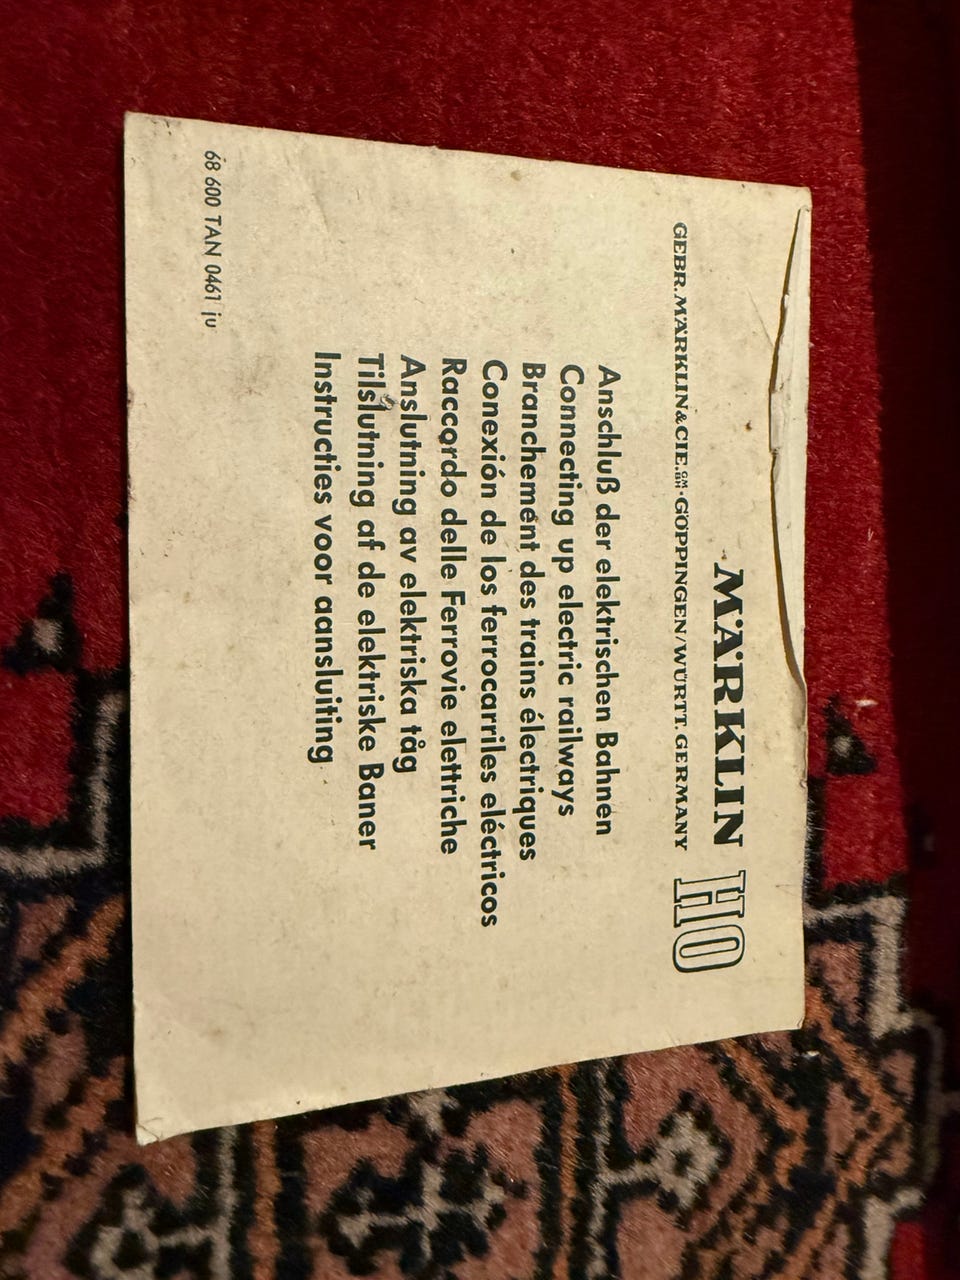 MÄRKLIN HO
GEBR. MÄRKLIN & CIE. GM·BH· GÖPPINGEN/WÜRTT. GERMANY
Anschluß der elektrischen Bahnen
Connecting up electric railways
Branchement des trains électriques
Conexión de los ferrocarriles eléctricos
Raccordo delle Ferrovie elettriche
Anslutning av elektriska tåg
Tilslutning af de elektriske Baner
Instructies voor aansluiting
68 600 TAN 0461 ju